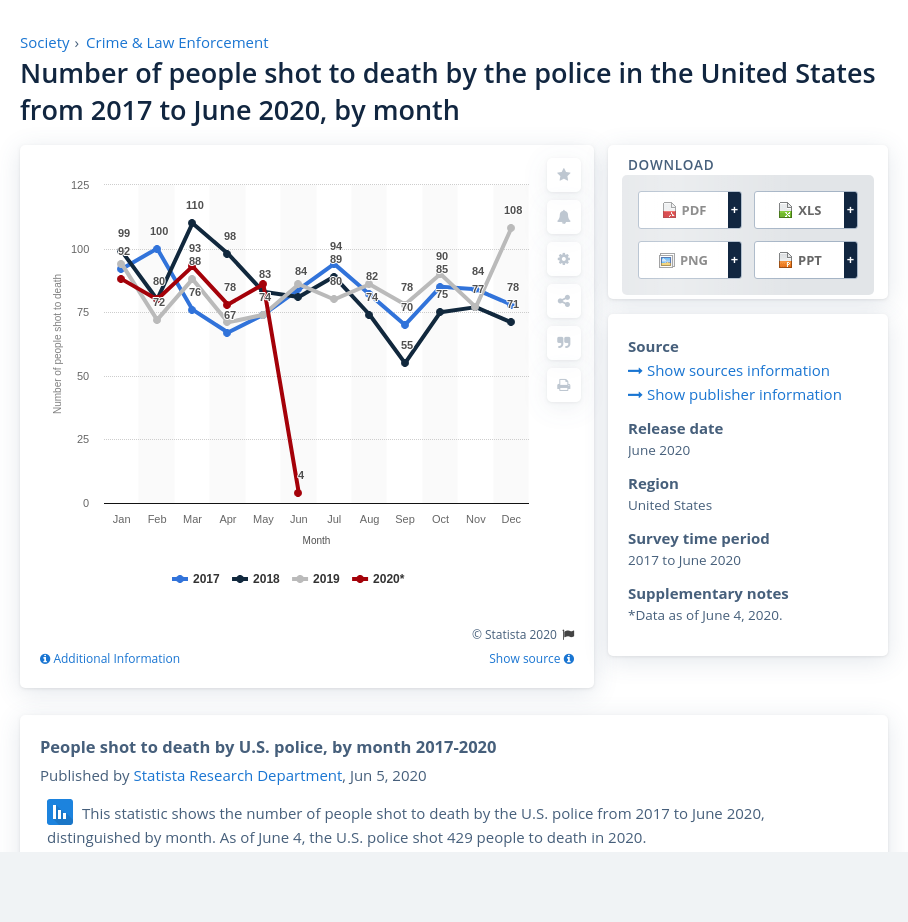 Society › Crime & Law Enforcement
Number of people shot to death by the police in the United States
from 2017 to June 2020, by month
125
100
75
50
25
0
Number of people shot to death
99
92
100
80
72
110
93
88
76
98
78
67
83
74
84
4
94
89
80
82
74
78
70
55
90
85
75
84
77
108
78
71
Jan Feb Mar Apr May Jun Jul Aug Sep Oct Nov Dec
Month
2017 2018 2019 2020*
© Statista 2020
Additional Information
Show source
DOWNLOAD
PDF + XLS +
PNG + PPT +
Source
Show sources information
Show publisher information
Release date
June 2020
Region
United States
Survey time period
2017 to June 2020
Supplementary notes
*Data as of June 4, 2020.
People shot to death by U.S. police, by month 2017-2020
Published by Statista Research Department, Jun 5, 2020
This statistic shows the number of people shot to death by the U.S. police from 2017 to June 2020,
distinguished by month. As of June 4, the U.S. police shot 429 people to death in 2020.